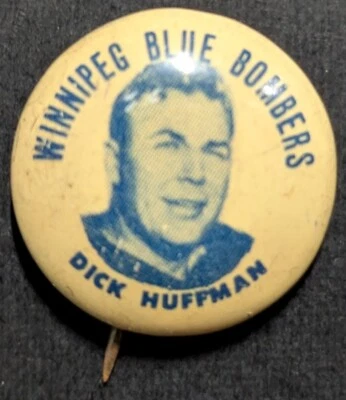 WINNIPEG BLUE BOMBERS
DICK HUFFMAN